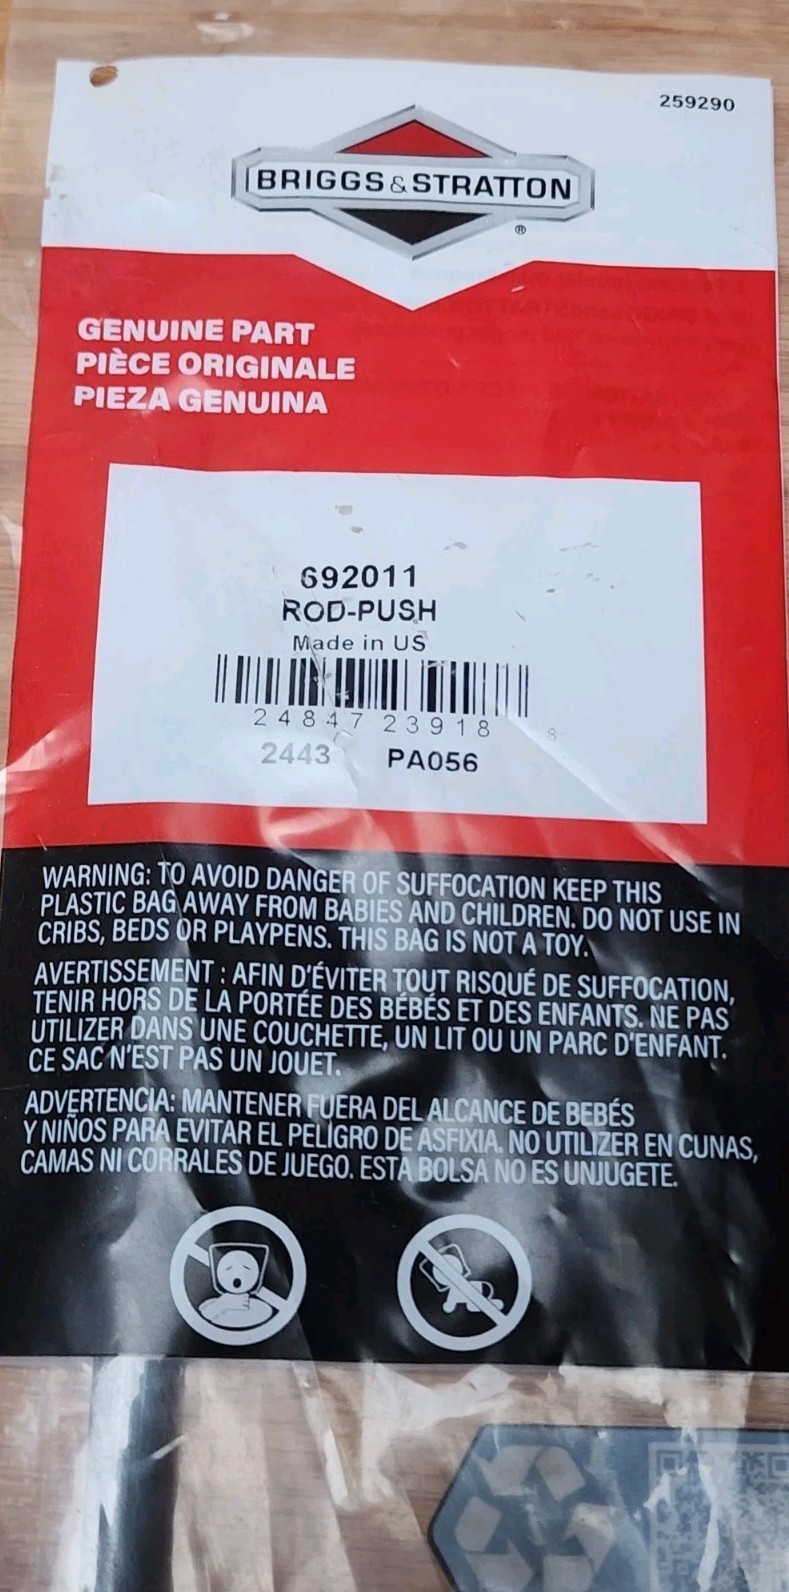 259290
BRIGGS & STRATTON
®
GENUINE PART
PIÈCE ORIGINALE
PIEZA GENUINA
692011
ROD-PUSH
Made in US
24847 23918 8
2443 PA056
WARNING: TO AVOID DANGER OF SUFFOCATION KEEP THIS
PLASTIC BAG AWAY FROM BABIES AND CHILDREN. DO NOT USE IN
CRIBS, BEDS OR PLAYPENS. THIS BAG IS NOT A TOY.
AVERTISSEMENT : AFIN D'ÉVITER TOUT RISQUÉ DE SUFFOCATION,
TENIR HORS DE LA PORTÉE DES BÉBÉS ET DES ENFANTS. NE PAS
UTILIZER DANS UNE COUCHETTE, UN LIT OU UN PARC D'ENFANT.
CE SAC N'EST PAS UN JOUET.
ADVERTENCIA: MANTENER FUERA DEL ALCANCE DE BEBÉS
Y NIÑOS PARA EVITAR EL PELIGRO DE ASFIXIA. NO UTILIZER EN CUNAS,
CAMAS NI CORRALES DE JUEGO. ESTA BOLSA NO ES UNJUGETE.